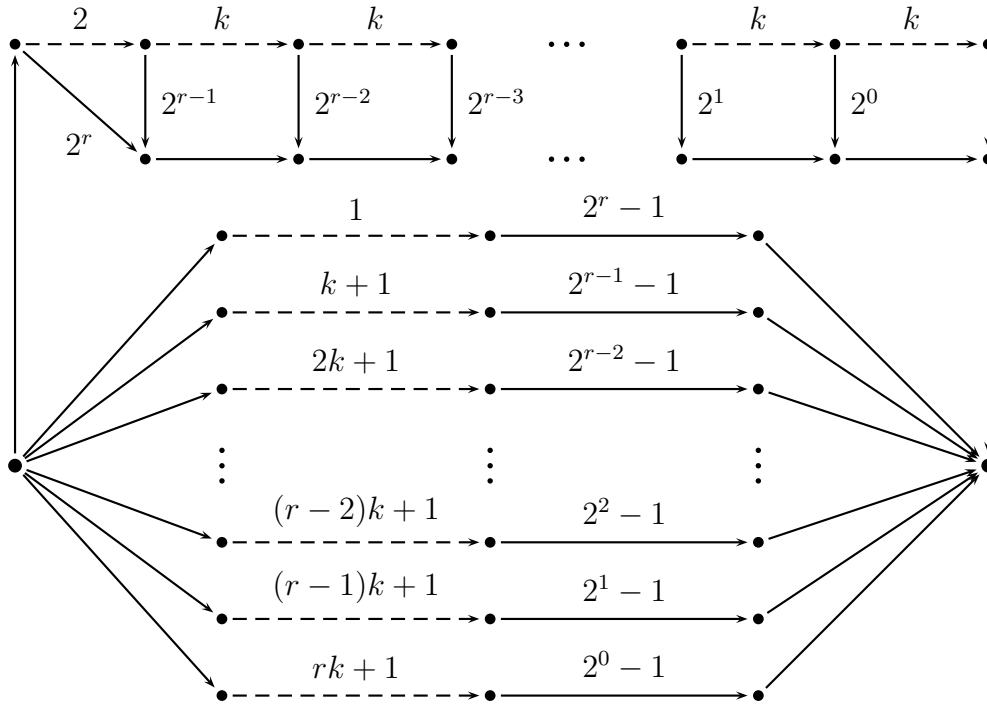 2 k k ··· k k
2^r 2^{r−1} 2^{r−2} 2^{r−3} ··· 2^1 2^0
1 2^r − 1
k + 1 2^{r−1} − 1
2k + 1 2^{r−2} − 1
(r − 2)k + 1 2^2 − 1
(r − 1)k + 1 2^1 − 1
rk + 1 2^0 − 1